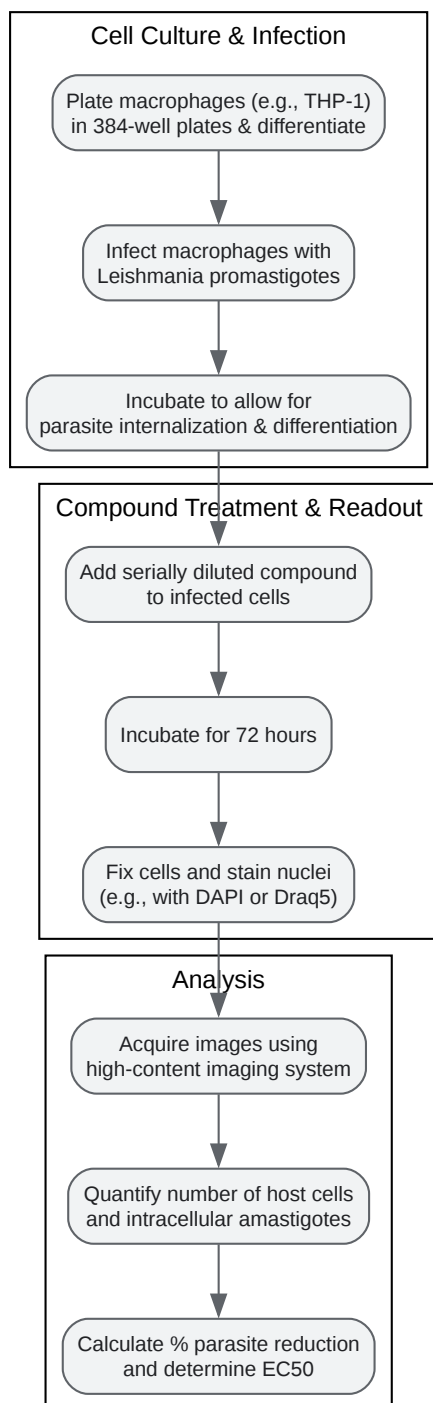 Cell Culture & Infection
Plate macrophages (e.g., THP-1)
in 384-well plates & differentiate
Infect macrophages with
Leishmania promastigotes
Incubate to allow for
parasite internalization & differentiation
Compound Treatment & Readout
Add serially diluted compound
to infected cells
Incubate for 72 hours
Fix cells and stain nuclei
(e.g., with DAPI or Draq5)
Analysis
Acquire images using
high-content imaging system
Quantify number of host cells
and intracellular amastigotes
Calculate % parasite reduction
and determine EC50